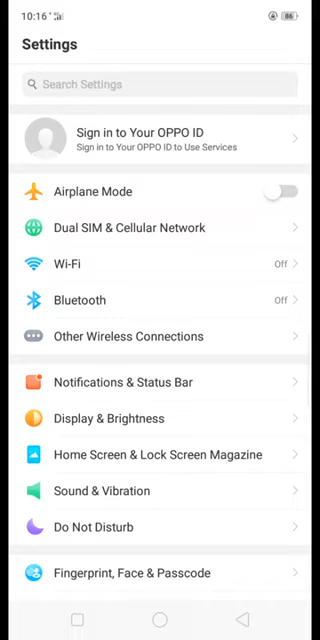 10:16
86
Settings
Search Settings
Sign in to Your OPPO ID
Sign in to Your OPPO ID to Use Services
Airplane Mode
Dual SIM & Cellular Network
Wi-Fi Off
Bluetooth Off
Other Wireless Connections
Notifications & Status Bar
Display & Brightness
Home Screen & Lock Screen Magazine
Sound & Vibration
Do Not Disturb
Fingerprint, Face & Passcode